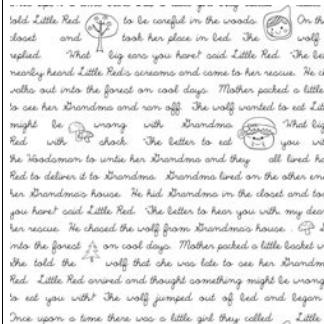 told Little Red to be careful in the woods. On th
closet and took her place in bed. The wolf
replied. What big ears you have! said Little Red. The be
nearby heard Little Red's screams and came to her rescue. He c
walks out into the forest on cool days. Mother packed a little
to see her Grandma and ran off. The wolf wanted to eat Lit
might be wrong with Grandma. What big
Red with shock. The better to eat you wit
the Woodsman to untie her Grandma and they all lived ha
Red to deliver it to Grandma. Grandma lived on the other en
her Grandma's house. He hid Grandma in the closet and too
you have! said Little Red. The better to hear you with my dear
her rescue. He chased the wolf from Grandma's house.
into the forest on cool days. Mother packed a little basket w
She told the wolf that she was late to see her Grandm
Red. Little Red arrived and thought something might be wrong
to eat you with! The wolf jumped out of bed and began
Once upon a time there was a little girl they called Little